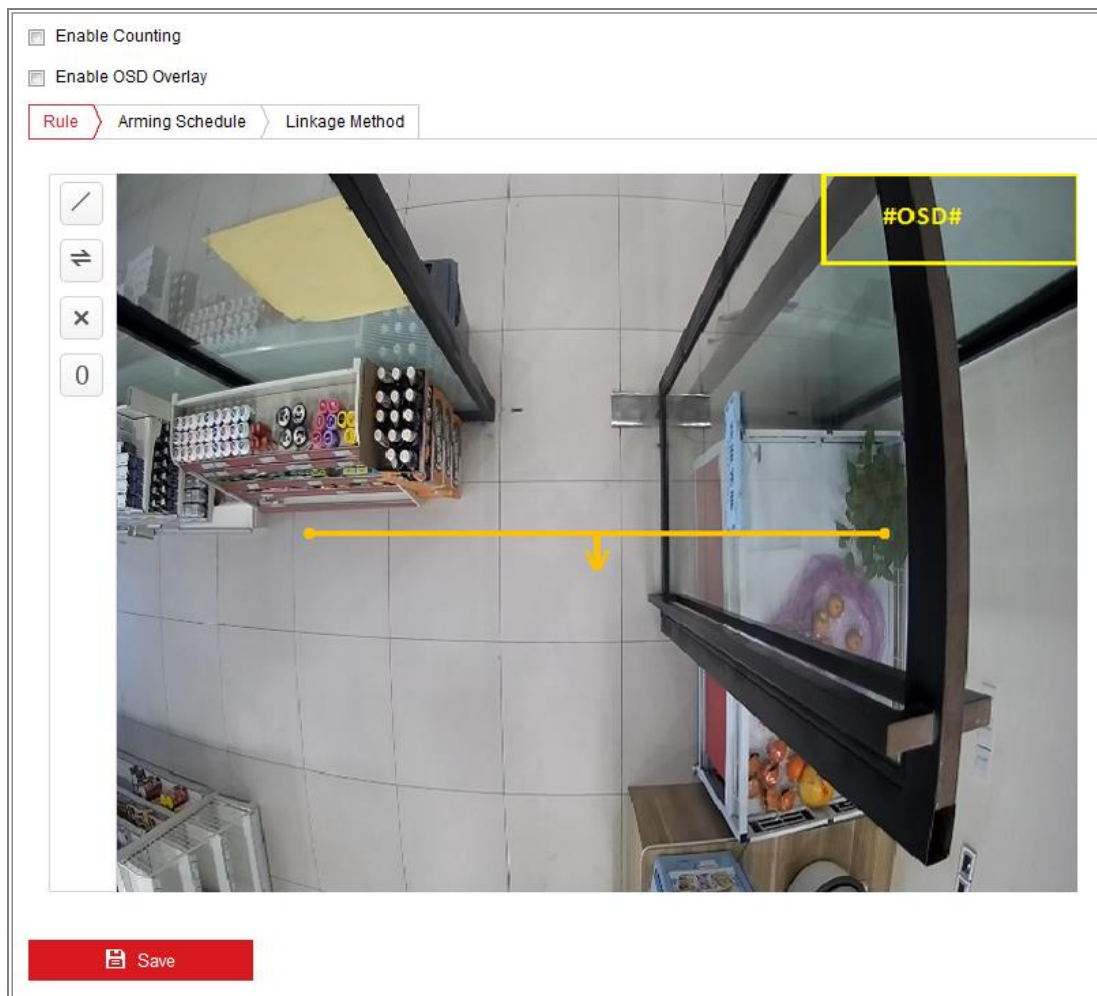 Enable Counting
Enable OSD Overlay
Rule Arming Schedule Linkage Method
#OSD#
0
Save